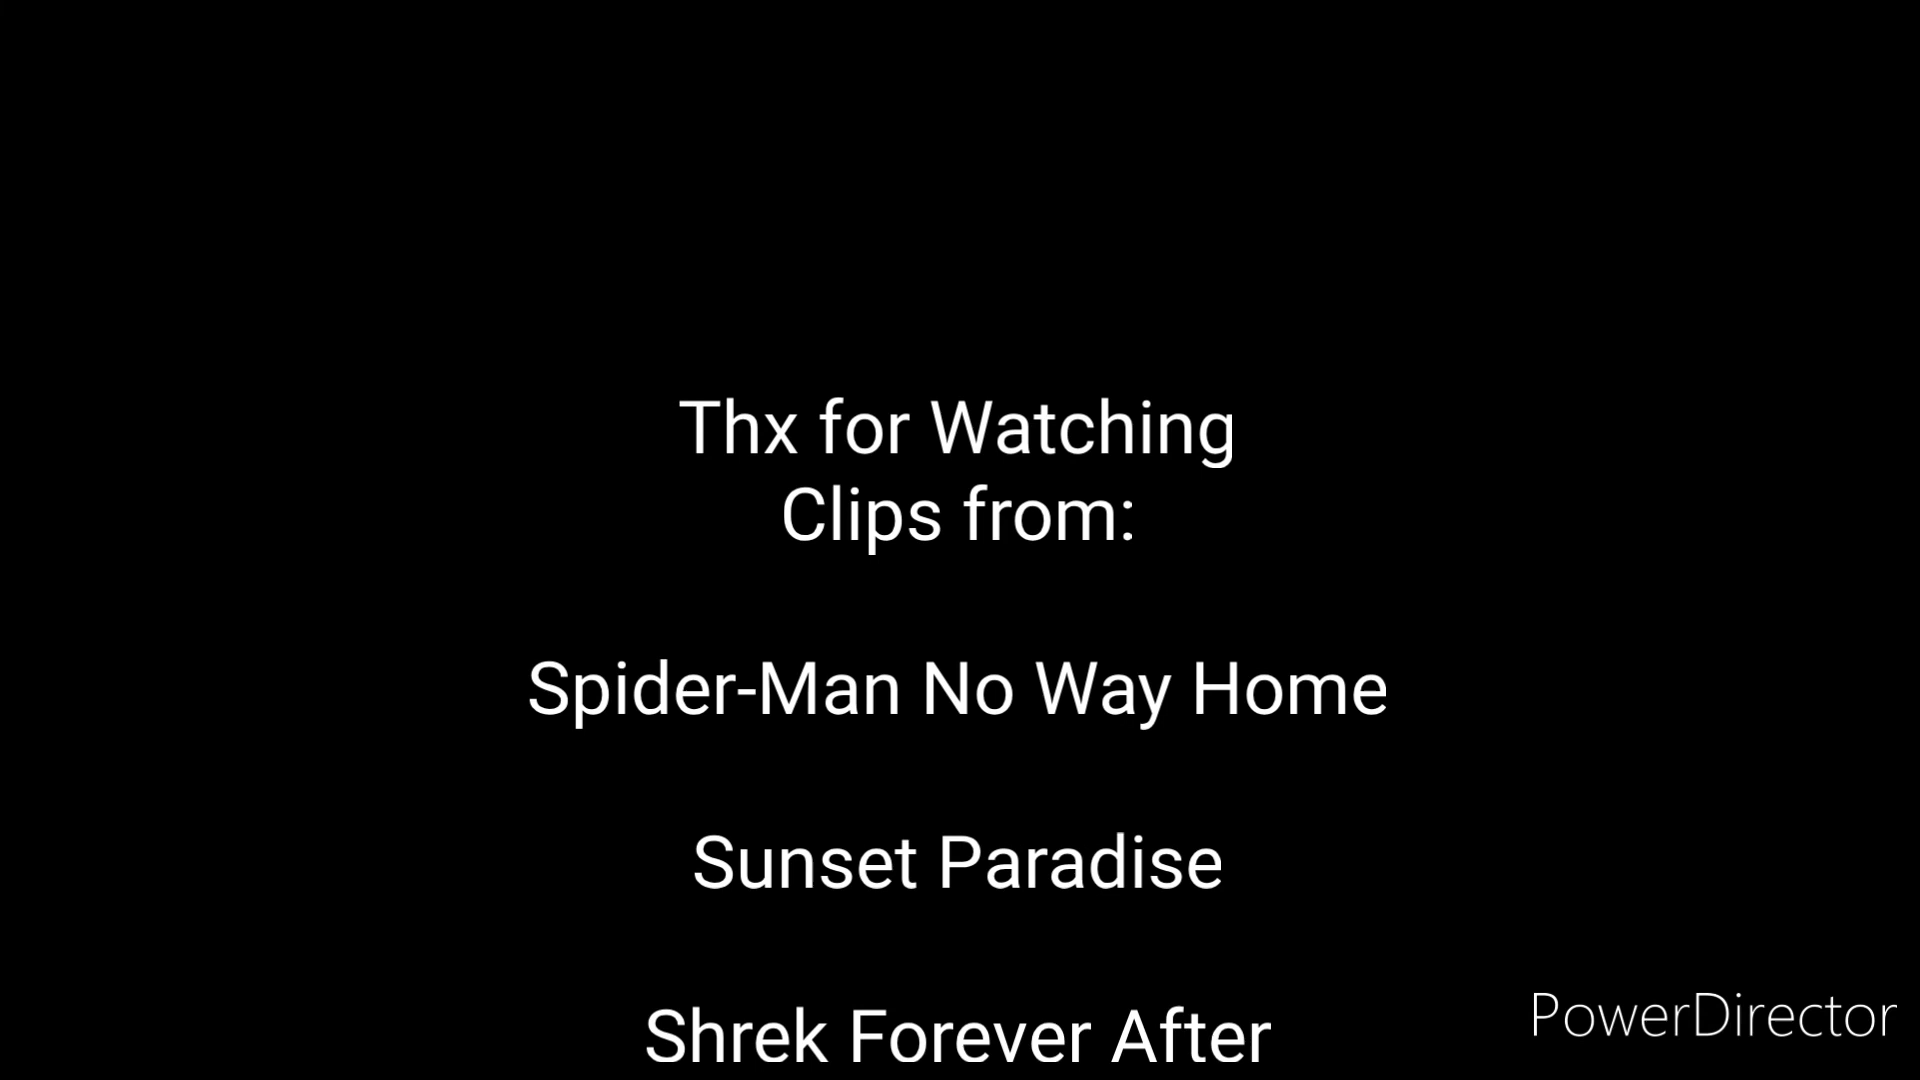 Thx for Watching
Clips from:
Spider-Man No Way Home
Sunset Paradise
Shrek Forever After
PowerDirector